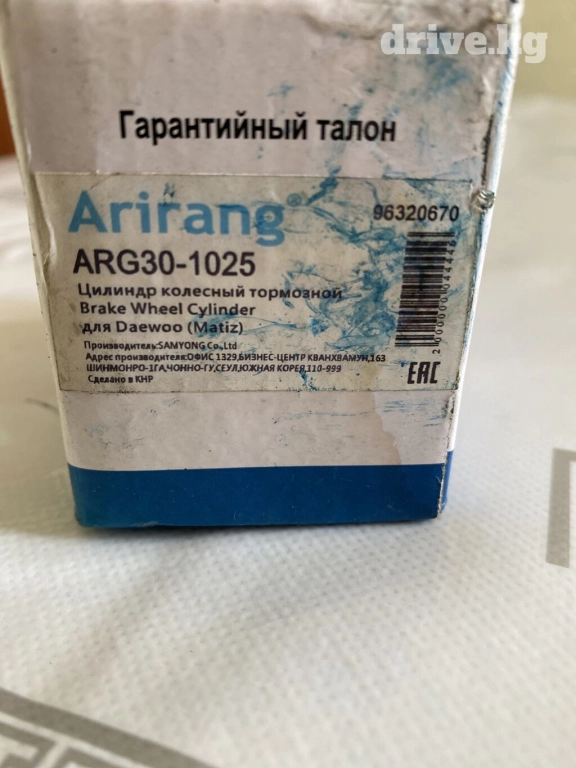 drive.kg
Гарантийный талон
Arirang® 96320670
ARG30-1025
Цилиндр колесный тормозной
Brake Wheel Cylinder
для Daewoo (Matiz)
Производитель:SAMYONG Co.,Ltd
Адрес производителя:ОФИС 1329,БИЗНЕС-ЦЕНТР КВАНХВАМУН,163
ШИНМОНРО-1ГА,ЧОННО-ГУ,СЕУЛ,ЮЖНАЯ КОРЕЯ,110-999
Сделано в КНР
EAC